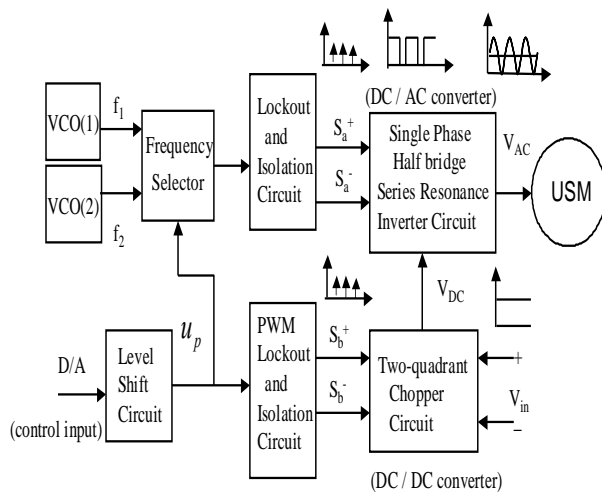 VCO(1)
f1
VCO(2)
f2
Frequency
Selector
Lockout
and
Isolation
Circuit
Sa+
Sa-
(DC / AC converter)
Single Phase
Half bridge
Series Resonance
Inverter Circuit
VAC
USM
VDC
D/A
(control input)
Level
Shift
Circuit
up
PWM
Lockout
and
Isolation
Circuit
Sb+
Sb-
Two-quadrant
Chopper
Circuit
+
Vin
−
(DC / DC converter)